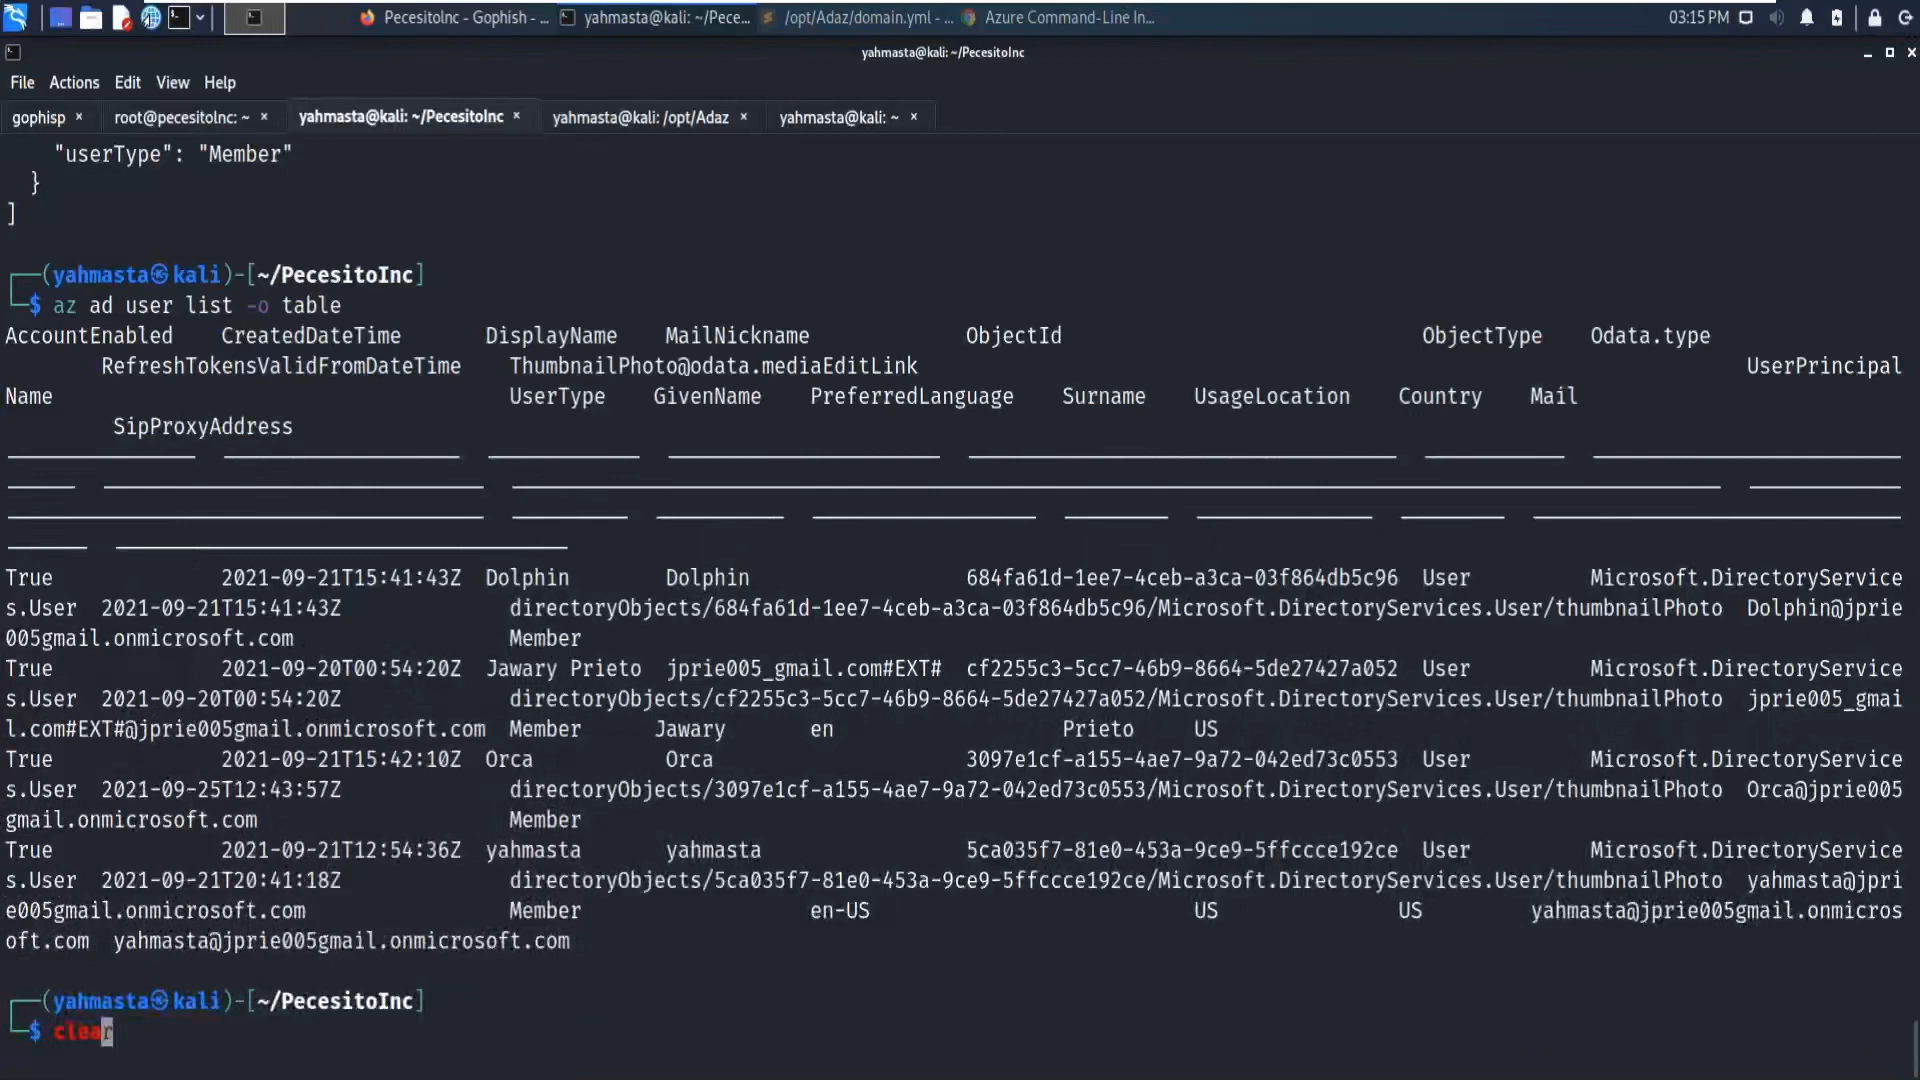 PecesitoInc - Gophish - ... yahmasta@kali: ~/Pece... /opt/Adaz/domain.yml - ... Azure Command-Line In... 03:15 PM
yahmasta@kali: ~/PecesitoInc
File Actions Edit View Help
gophisp × root@pecesitoInc: ~ × yahmasta@kali: ~/PecesitoInc × yahmasta@kali: /opt/Adaz × yahmasta@kali: ~ ×
"userType": "Member"
}
]
┌──(yahmasta㉿kali)-[~/PecesitoInc]
└─$ az ad user list -o table
AccountEnabled CreatedDateTime DisplayName MailNickname ObjectId ObjectType Odata.type
RefreshTokensValidFromDateTime ThumbnailPhoto@odata.mediaEditLink UserPrincipal
Name UserType GivenName PreferredLanguage Surname UsageLocation Country Mail
SipProxyAddress
True 2021-09-21T15:41:43Z Dolphin Dolphin 684fa61d-1ee7-4ceb-a3ca-03f864db5c96 User Microsoft.DirectoryService
s.User 2021-09-21T15:41:43Z directoryObjects/684fa61d-1ee7-4ceb-a3ca-03f864db5c96/Microsoft.DirectoryServices.User/thumbnailPhoto Dolphin@jprie
005gmail.onmicrosoft.com Member
True 2021-09-20T00:54:20Z Jawary Prieto jprie005_gmail.com#EXT# cf2255c3-5cc7-46b9-8664-5de27427a052 User Microsoft.DirectoryService
s.User 2021-09-20T00:54:20Z directoryObjects/cf2255c3-5cc7-46b9-8664-5de27427a052/Microsoft.DirectoryServices.User/thumbnailPhoto jprie005_gmai
l.com#EXT#@jprie005gmail.onmicrosoft.com Member Jawary en Prieto US
True 2021-09-21T15:42:10Z Orca Orca 3097e1cf-a155-4ae7-9a72-042ed73c0553 User Microsoft.DirectoryService
s.User 2021-09-25T12:43:57Z directoryObjects/3097e1cf-a155-4ae7-9a72-042ed73c0553/Microsoft.DirectoryServices.User/thumbnailPhoto Orca@jprie005
gmail.onmicrosoft.com Member
True 2021-09-21T12:54:36Z yahmasta yahmasta 5ca035f7-81e0-453a-9ce9-5ffccce192ce User Microsoft.DirectoryService
s.User 2021-09-21T20:41:18Z directoryObjects/5ca035f7-81e0-453a-9ce9-5ffccce192ce/Microsoft.DirectoryServices.User/thumbnailPhoto yahmasta@jpri
e005gmail.onmicrosoft.com Member en-US US US yahmasta@jprie005gmail.onmicros
oft.com yahmasta@jprie005gmail.onmicrosoft.com
┌──(yahmasta㉿kali)-[~/PecesitoInc]
└─$ clear